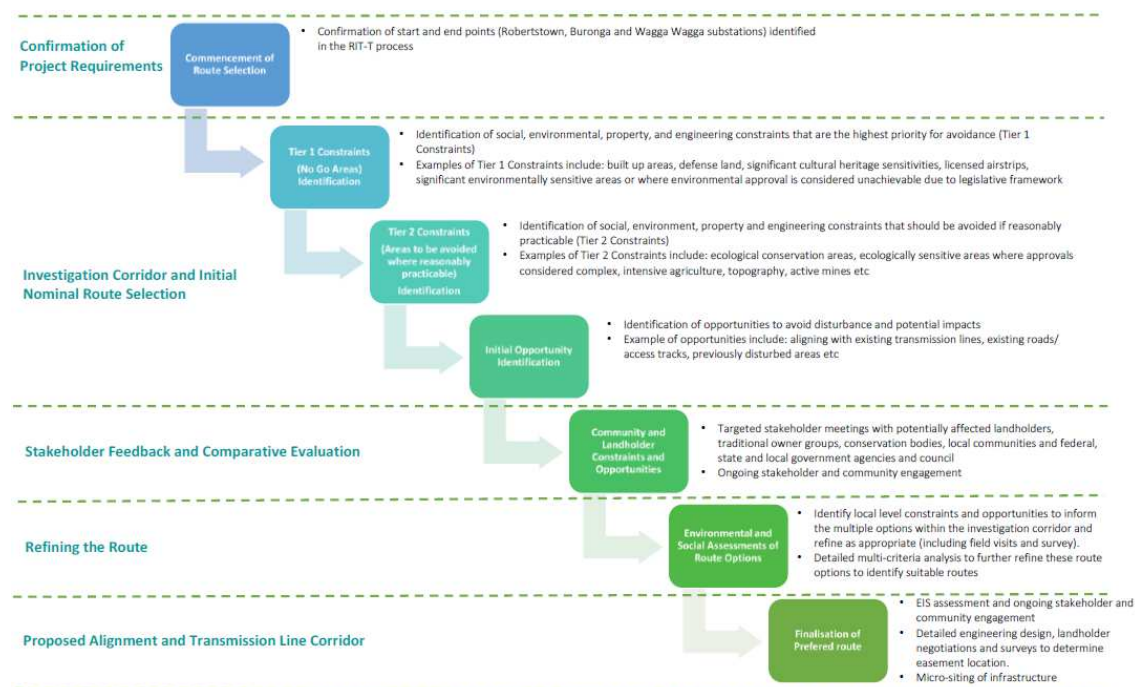 Confirmation of
Project Requirements
Commencement of
Route Selection
• Confirmation of start and end points (Robertstown, Buronga and Wagga Wagga substations) identified
in the RIT-T process
Investigation Corridor and Initial
Nominal Route Selection
Tier 1 Constraints
(No Go Areas)
Identification
• Identification of social, environmental, property, and engineering constraints that are the highest priority for avoidance (Tier 1
Constraints)
• Examples of Tier 1 Constraints include: built up areas, defense land, significant cultural heritage sensitivities, licensed airstrips,
significant environmentally sensitive areas or where environmental approval is considered unachievable due to legislative framework
Tier 2 Constraints
(Areas to be avoided
where reasonably
practicable)
Identification
• Identification of social, environment, property and engineering constraints that should be avoided if reasonably
practicable (Tier 2 Constraints)
• Examples of Tier 2 Constraints include: ecological conservation areas, ecologically sensitive areas where approvals
considered complex, intensive agriculture, topography, active mines etc
Initial Opportunity
Identification
• Identification of opportunities to avoid disturbance and potential impacts
• Example of opportunities include: aligning with existing transmission lines, existing roads/
access tracks, previously disturbed areas etc
Stakeholder Feedback and Comparative Evaluation
Community and
Landholder
Constraints and
Opportunities
• Targeted stakeholder meetings with potentially affected landholders,
traditional owner groups, conservation bodies, local communities and federal,
state and local government agencies and council
• Ongoing stakeholder and community engagement
Refining the Route
Environmental and
Social Assessments of
Route Options
• Identify local level constraints and opportunities to inform
the multiple options within the investigation corridor and
refine as appropriate (including field visits and survey).
• Detailed multi-criteria analysis to further refine these route
options to identify suitable routes
Proposed Alignment and Transmission Line Corridor
Finalisation of
Prefered route
• EIS assessment and ongoing stakeholder and
community engagement
• Detailed engineering design, landholder
negotiations and surveys to determine
easement location.
• Micro-siting of infrastructure